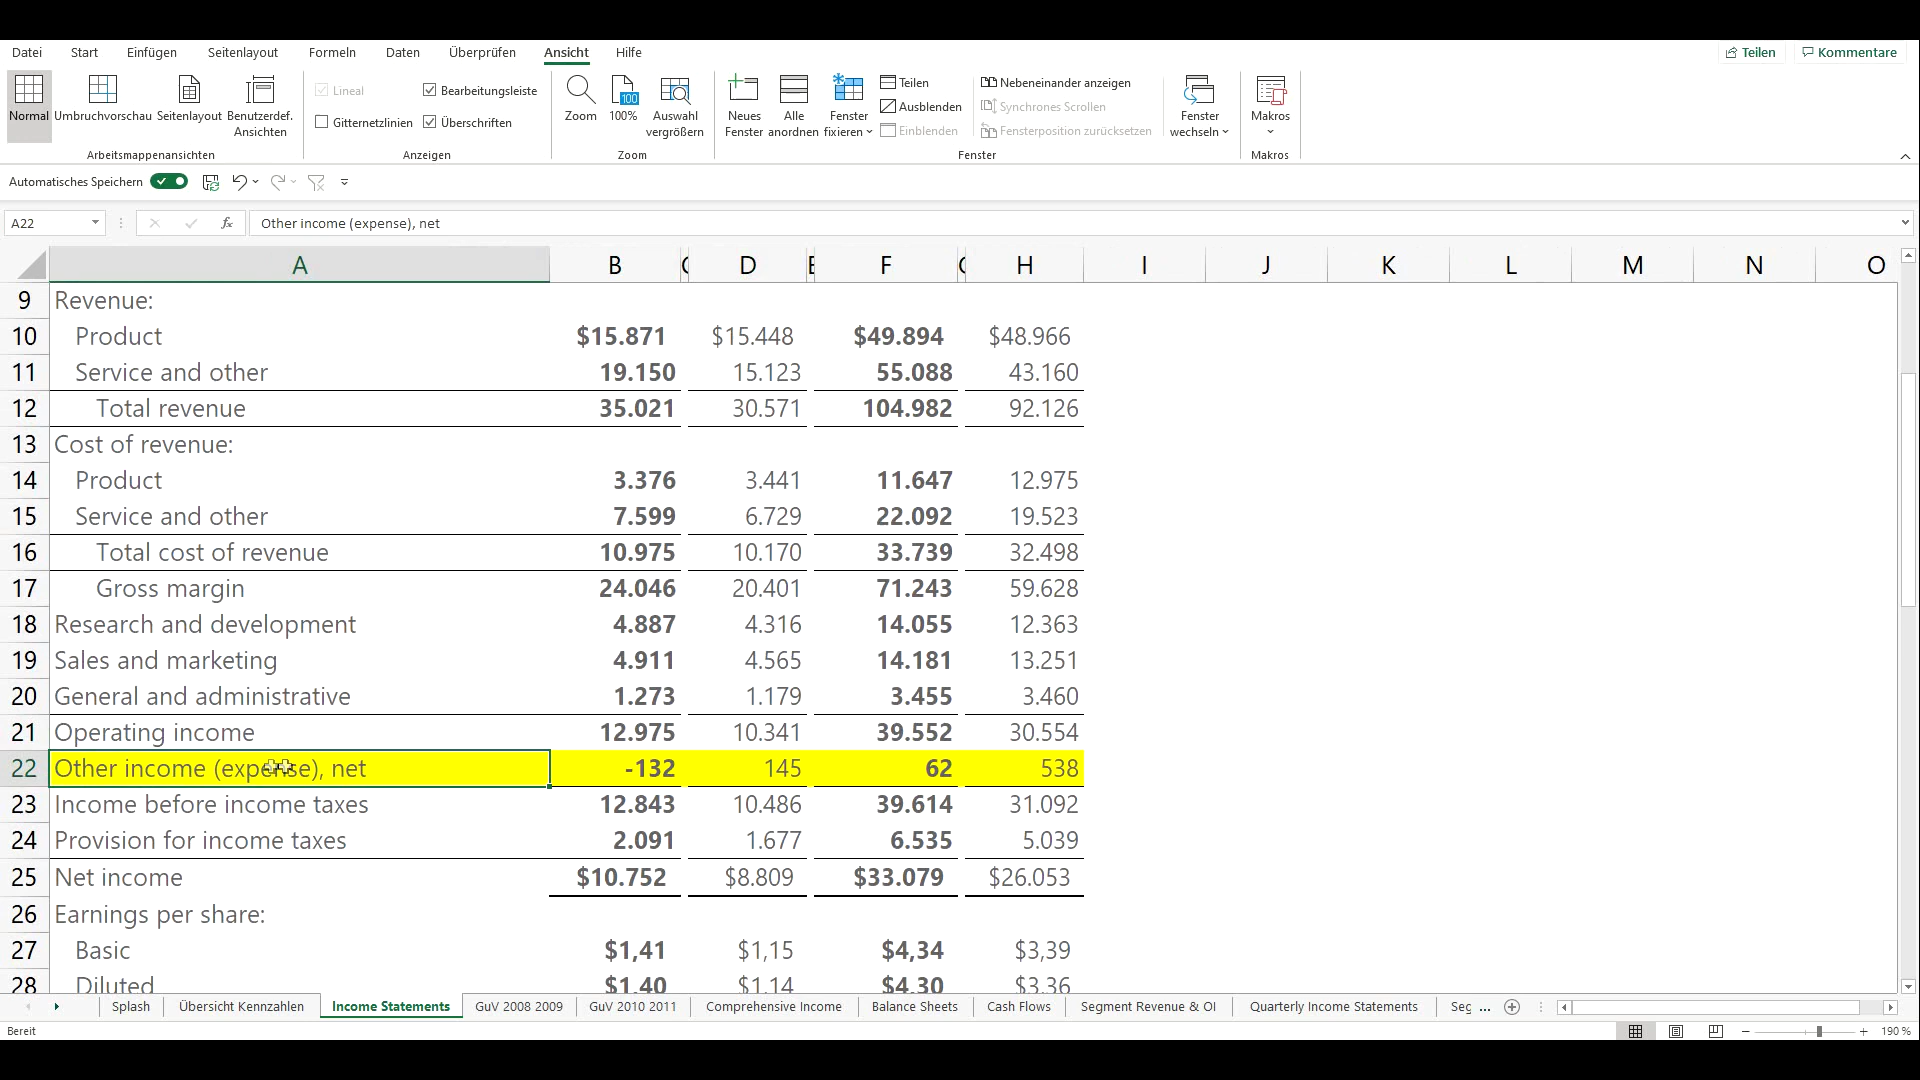 Datei Start Einfügen Seitenlayout Formeln Daten Überprüfen Ansicht Hilfe Teilen Kommentare
Normal Umbruchvorschau Seitenlayout Benutzerdef. Ansichten
Arbeitsmappenansichten
Lineal Bearbeitungsleiste
Gitternetzlinien Überschriften
Anzeigen
Zoom 100% Auswahl vergrößern
Zoom
Neues Fenster Alle anordnen Fenster fixieren
Teilen
Ausblenden
Einblenden
Nebeneinander anzeigen
Synchrones Scrollen
Fensterposition zurücksetzen
Fenster wechseln
Fenster
Makros
Makros
Automatisches Speichern
A22 fx Other income (expense), net
A B C D E F G H I J K L M N O
9 Revenue:
10 Product $15.871 $15.448 $49.894 $48.966
11 Service and other 19.150 15.123 55.088 43.160
12 Total revenue 35.021 30.571 104.982 92.126
13 Cost of revenue:
14 Product 3.376 3.441 11.647 12.975
15 Service and other 7.599 6.729 22.092 19.523
16 Total cost of revenue 10.975 10.170 33.739 32.498
17 Gross margin 24.046 20.401 71.243 59.628
18 Research and development 4.887 4.316 14.055 12.363
19 Sales and marketing 4.911 4.565 14.181 13.251
20 General and administrative 1.273 1.179 3.455 3.460
21 Operating income 12.975 10.341 39.552 30.554
22 Other income (expense), net -132 145 62 538
23 Income before income taxes 12.843 10.486 39.614 31.092
24 Provision for income taxes 2.091 1.677 6.535 5.039
25 Net income $10.752 $8.809 $33.079 $26.053
26 Earnings per share:
27 Basic $1,41 $1,15 $4,34 $3,39
28 Diluted $1,40 $1,14 $4,30 $3,36
Splash Übersicht Kennzahlen Income Statements GuV 2008 2009 GuV 2010 2011 Comprehensive Income Balance Sheets Cash Flows Segment Revenue & OI Quarterly Income Statements Seg ...
Bereit 190 %